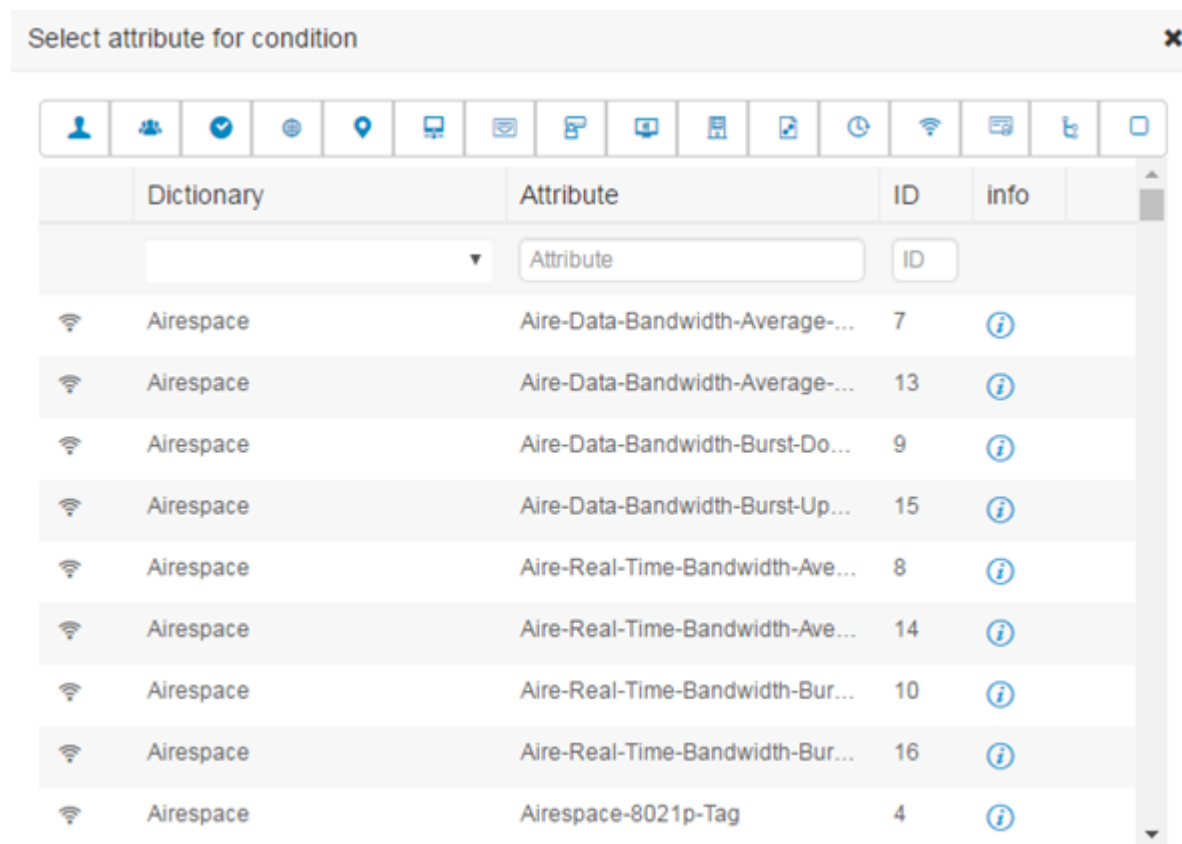 Select attribute for condition
Dictionary Attribute ID info
Attribute ID
Airespace Aire-Data-Bandwidth-Average-... 7
Airespace Aire-Data-Bandwidth-Average-... 13
Airespace Aire-Data-Bandwidth-Burst-Do... 9
Airespace Aire-Data-Bandwidth-Burst-Up... 15
Airespace Aire-Real-Time-Bandwidth-Ave... 8
Airespace Aire-Real-Time-Bandwidth-Ave... 14
Airespace Aire-Real-Time-Bandwidth-Bur... 10
Airespace Aire-Real-Time-Bandwidth-Bur... 16
Airespace Airespace-8021p-Tag 4